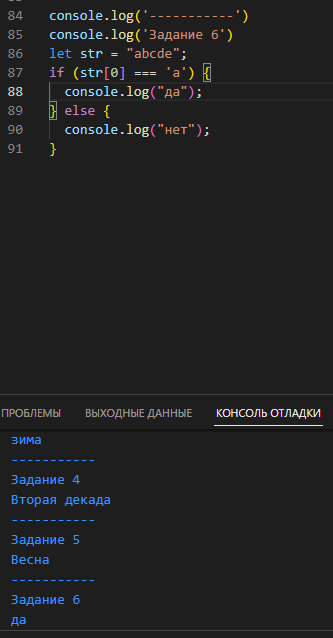 84 console.log('-----------')
85 console.log('Задание 6')
86 let str = "abcde";
87 if (str[0] === 'a') {
88 console.log("да");
89 } else {
90 console.log("нет");
91 }
ПРОБЛЕМЫ ВЫХОДНЫЕ ДАННЫЕ КОНСОЛЬ ОТЛАДКИ
зима
-----------
Задание 4
Вторая декада
-----------
Задание 5
Весна
-----------
Задание 6
да